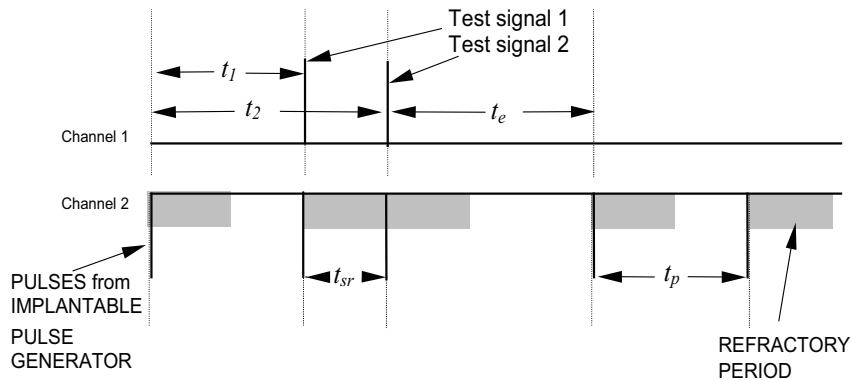 Test signal 1
Test signal 2
t1
t2
te
Channel 1
Channel 2
tsr
tp
PULSES from
IMPLANTABLE
PULSE
GENERATOR
REFRACTORY
PERIOD